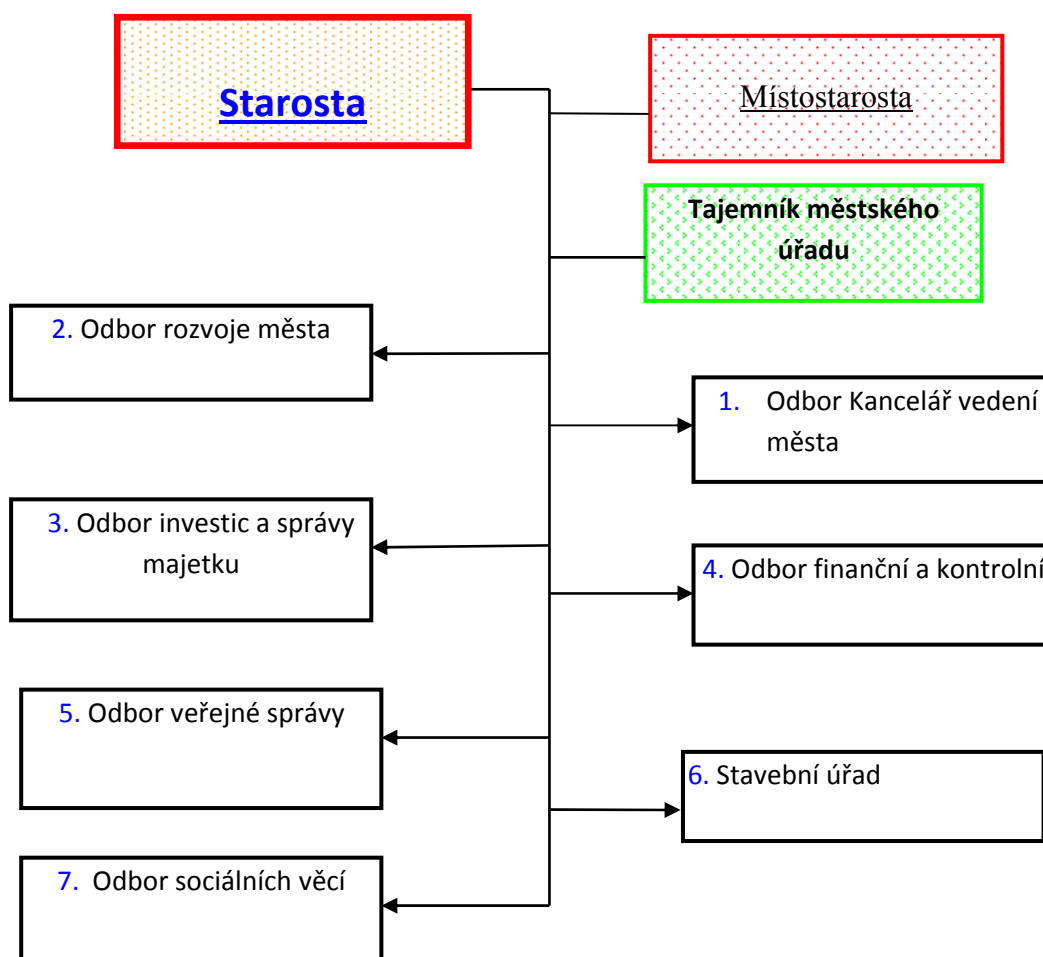 Starosta
Místostarosta
Tajemník městského
úřadu
2. Odbor rozvoje města
1. Odbor Kancelář vedení
města
3. Odbor investic a správy
majetku
4. Odbor finanční a kontrolní
5. Odbor veřejné správy
6. Stavební úřad
7. Odbor sociálních věcí